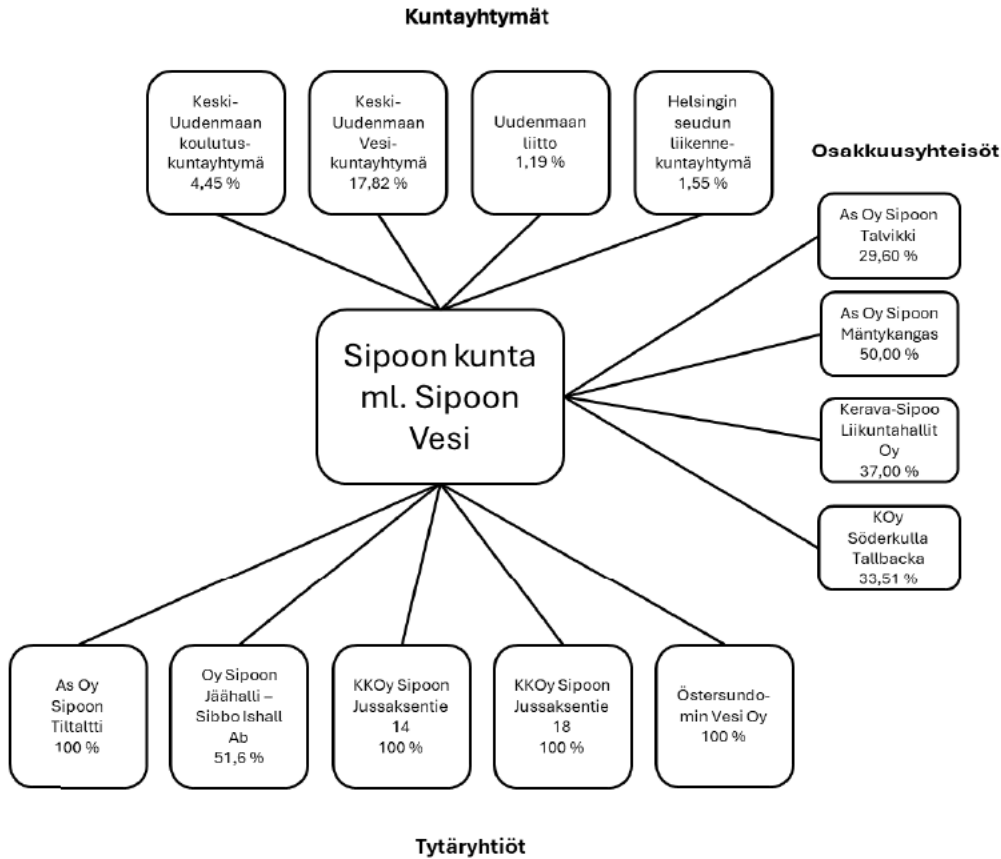 Kuntayhtymät
Keski-
Uudenmaan
koulutus-
kuntayhtymä
4,45 %
Keski-
Uudenmaan
Vesi-
kuntayhtymä
17,82 %
Uudenmaan
liitto
1,19 %
Helsingin
seudun
liikenne-
kuntayhtymä
1,55 %
Osakkuusyhteisöt
As Oy Sipoon
Talvikki
29,60 %
As Oy Sipoon
Mäntykangas
50,00 %
Kerava-Sipoo
Liikuntahallit
Oy
37,00 %
KOy
Söderkulla
Tallbacka
33,51 %
Sipoon kunta
ml. Sipoon
Vesi
As Oy
Sipoon
Tiltaltti
100 %
Oy Sipoon
Jäähalli –
Sibbo Ishall
Ab
51,6 %
KKOy Sipoon
Jussaksentie
14
100 %
KKOy Sipoon
Jussaksentie
18
100 %
Östersundo-
min Vesi Oy
100 %
Tytäryhtiöt